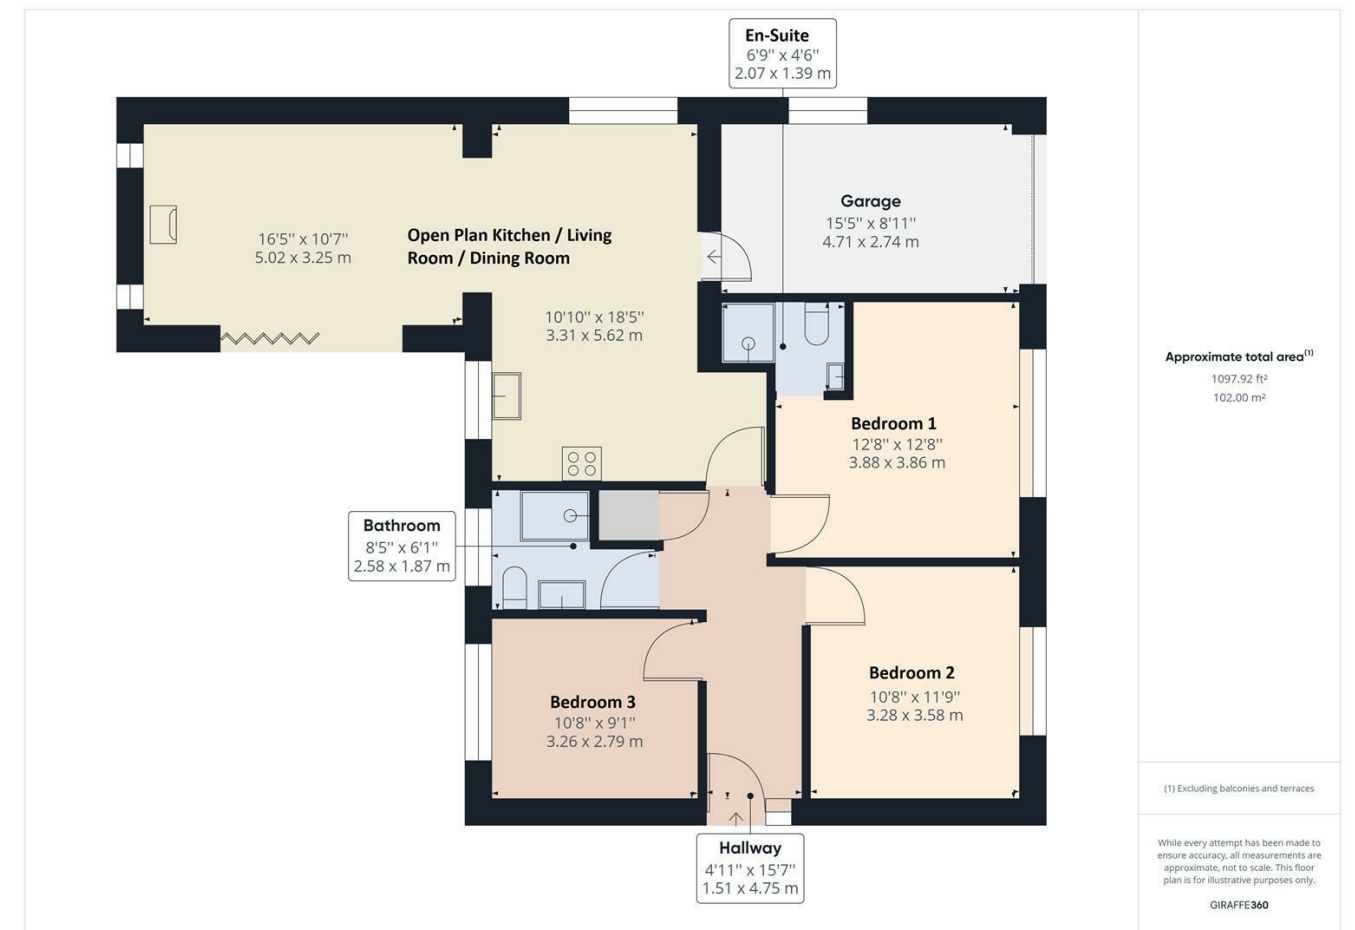 En-Suite
6'9'' x 4'6''
2.07 x 1.39 m
Garage
15'5'' x 8'11''
4.71 x 2.74 m
16'5'' x 10'7''
5.02 x 3.25 m
Open Plan Kitchen / Living
Room / Dining Room
10'10'' x 18'5''
3.31 x 5.62 m
Bedroom 1
12'8'' x 12'8''
3.88 x 3.86 m
Bathroom
8'5'' x 6'1''
2.58 x 1.87 m
Bedroom 2
10'8'' x 11'9''
3.28 x 3.58 m
Bedroom 3
10'8'' x 9'1''
3.26 x 2.79 m
Hallway
4'11'' x 15'7''
1.51 x 4.75 m
Approximate total area(1)
1097.92 ft²
102.00 m²
(1) Excluding balconies and terraces
While every attempt has been made to
ensure accuracy, all measurements are
approximate, not to scale. This floor
plan is for illustrative purposes only.
GIRAFFE360